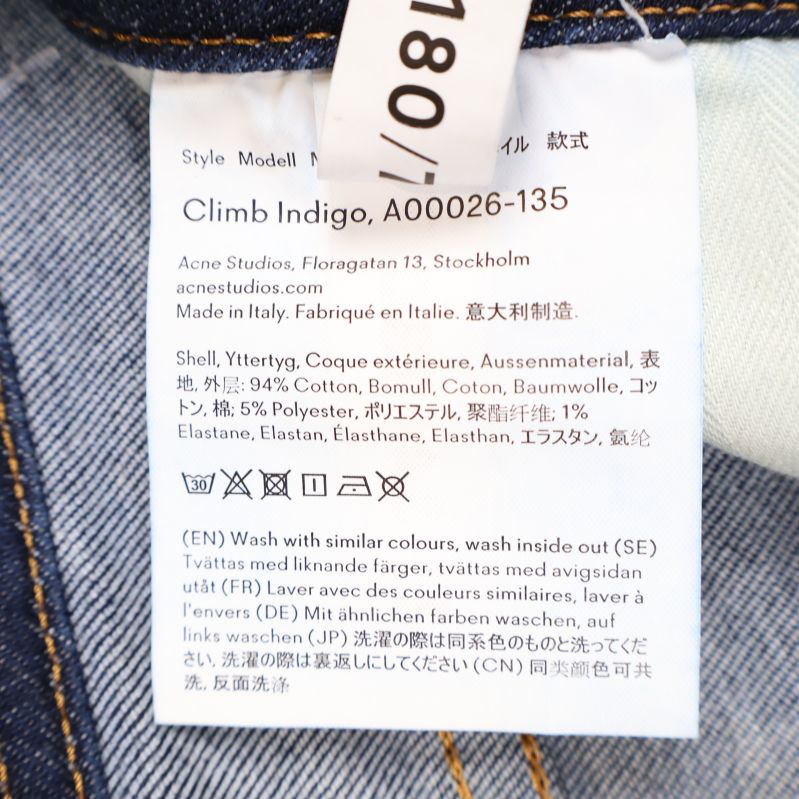 180/7
Style Modell
イル 款式
Climb Indigo, A00026-135
Acne Studios, Floragatan 13, Stockholm
acnestudios.com
Made in Italy. Fabriqué en Italie. 意大利制造.
Shell, Yttertyg, Coque extérieure, Aussenmaterial, 表
地, 外层: 94% Cotton, Bomull, Coton, Baumwolle, コッ
トン, 棉; 5% Polyester, ポリエステル, 聚酯纤维; 1%
Elastane, Elastan, Élasthane, Elasthan, エラスタン, 氨纶
30
(EN) Wash with similar colours, wash inside out (SE)
Tvättas med liknande färger, tvättas med avigsidan
utåt (FR) Laver avec des couleurs similaires, laver à
l'envers (DE) Mit ähnlichen farben waschen, auf
links waschen (JP) 洗濯の際は同系色のものと洗ってくだ
さい, 洗濯の際は裏返しにしてください (CN) 同类颜色可共
洗, 反面洗涤